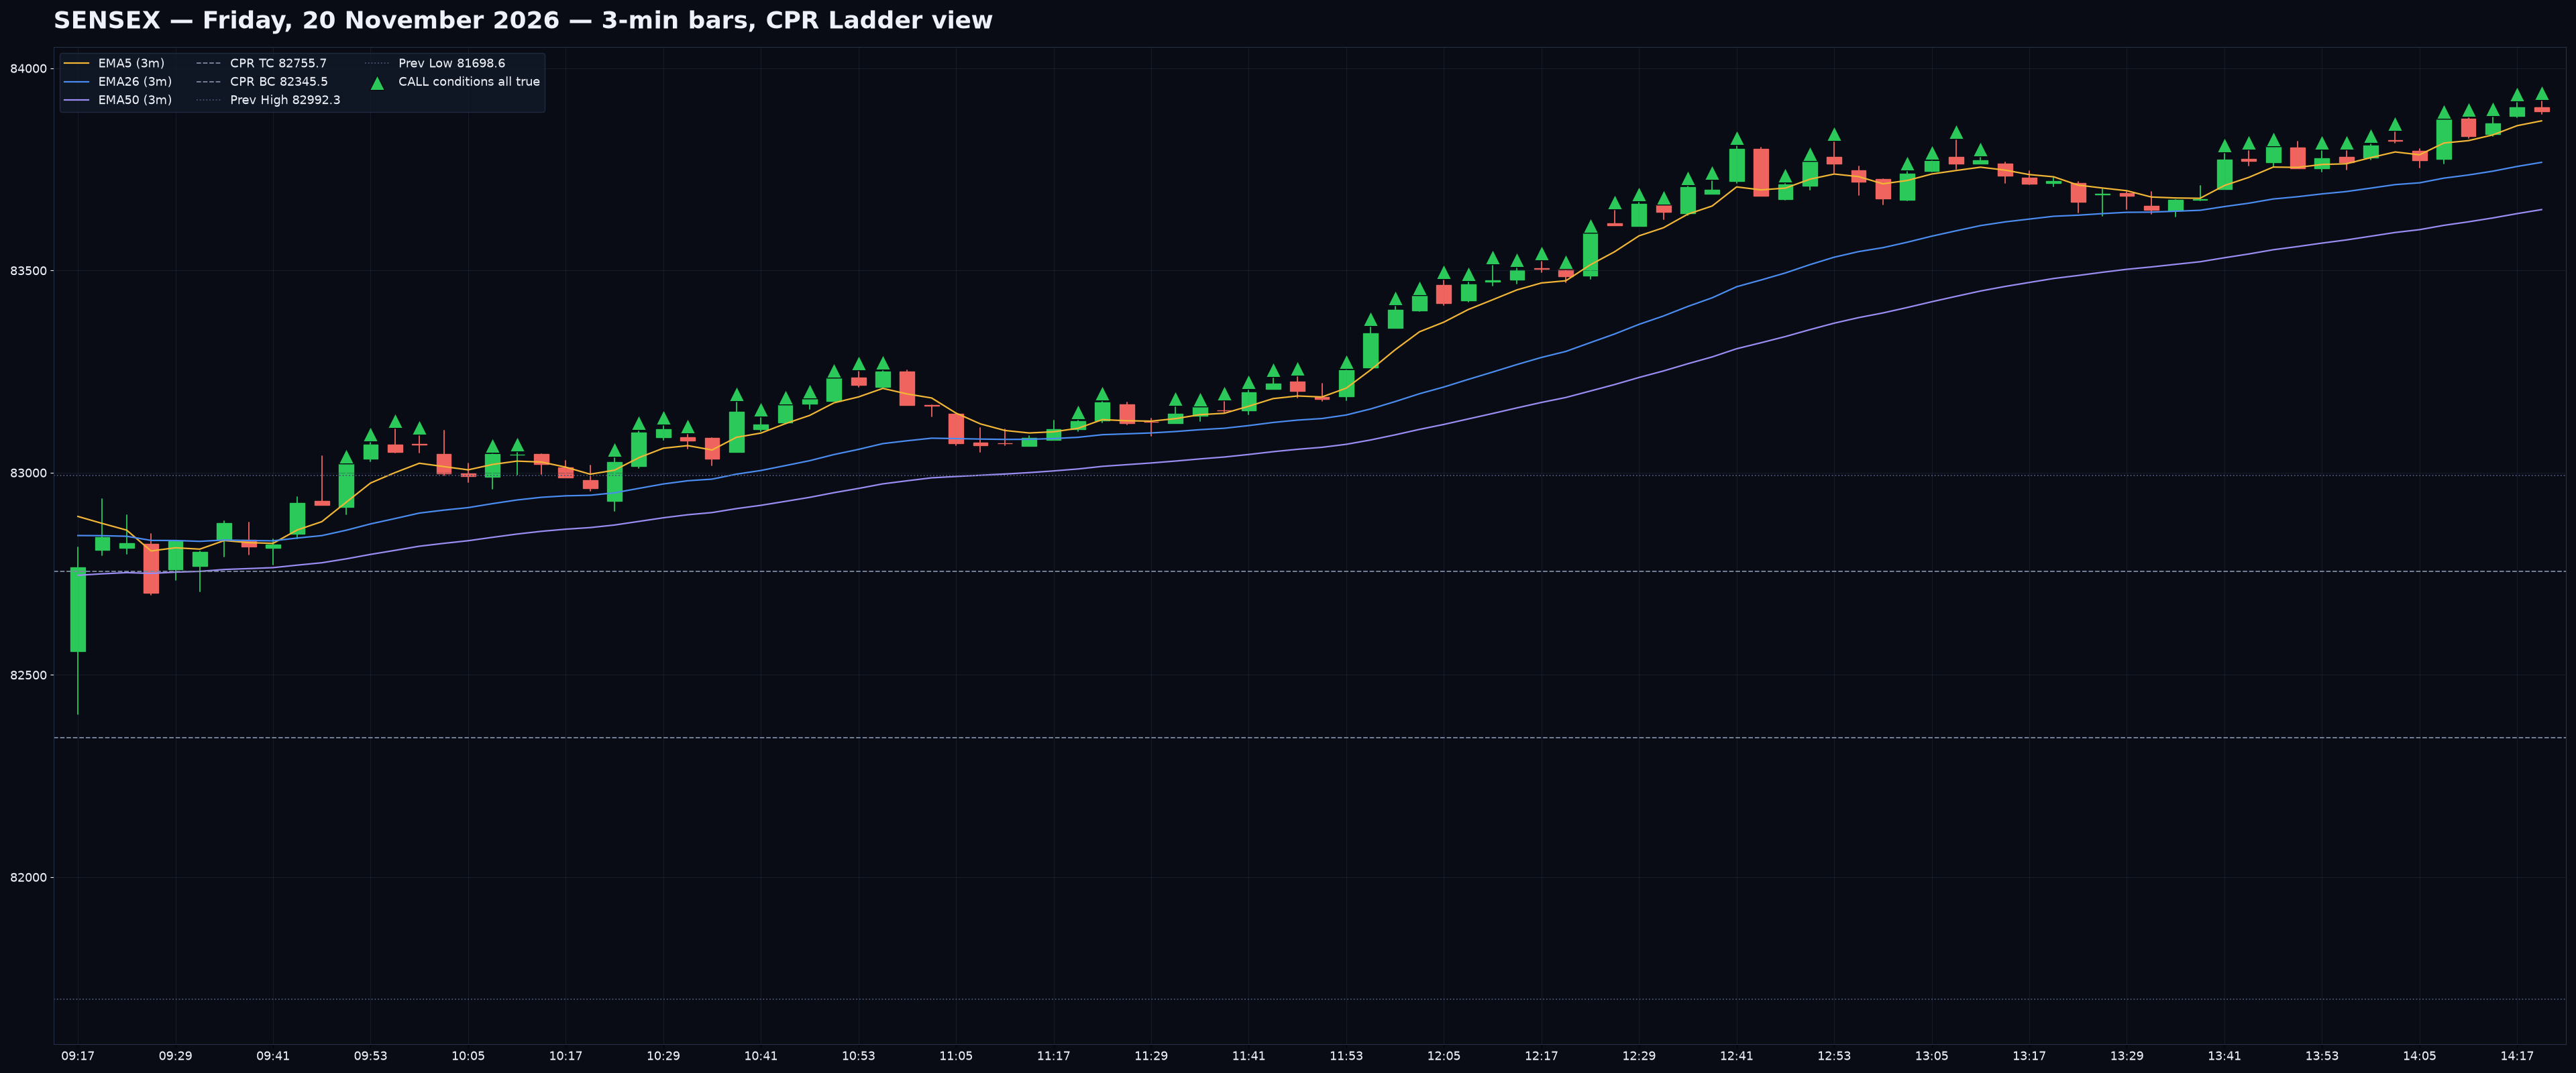 SENSEX — Friday, 20 November 2026 — 3-min bars, CPR Ladder view
EMA5 (3m)
EMA26 (3m)
EMA50 (3m)
CPR TC 82755.7
CPR BC 82345.5
Prev High 82992.3
Prev Low 81698.6
CALL conditions all true
84000
83500
83000
82500
82000
09:17 09:29 09:41 09:53 10:05 10:17 10:29 10:41 10:53 11:05 11:17 11:29 11:41 11:53 12:05 12:17 12:29 12:41 12:53 13:05 13:17 13:29 13:41 13:53 14:05 14:17